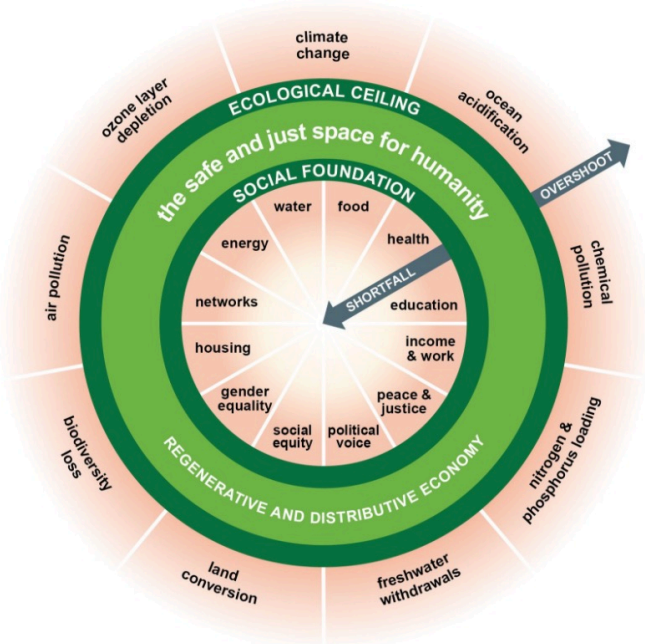 climate
change
ocean
acidification
chemical
pollution
nitrogen &
phosphorus loading
freshwater
withdrawals
land
conversion
biodiversity
loss
air pollution
ozone layer
depletion
ECOLOGICAL CEILING
the safe and just space for humanity
SOCIAL FOUNDATION
OVERSHOOT
SHORTFALL
water
food
health
education
income
& work
peace &
justice
political
voice
social
equity
gender
equality
housing
networks
energy
REGENERATIVE AND DISTRIBUTIVE ECONOMY